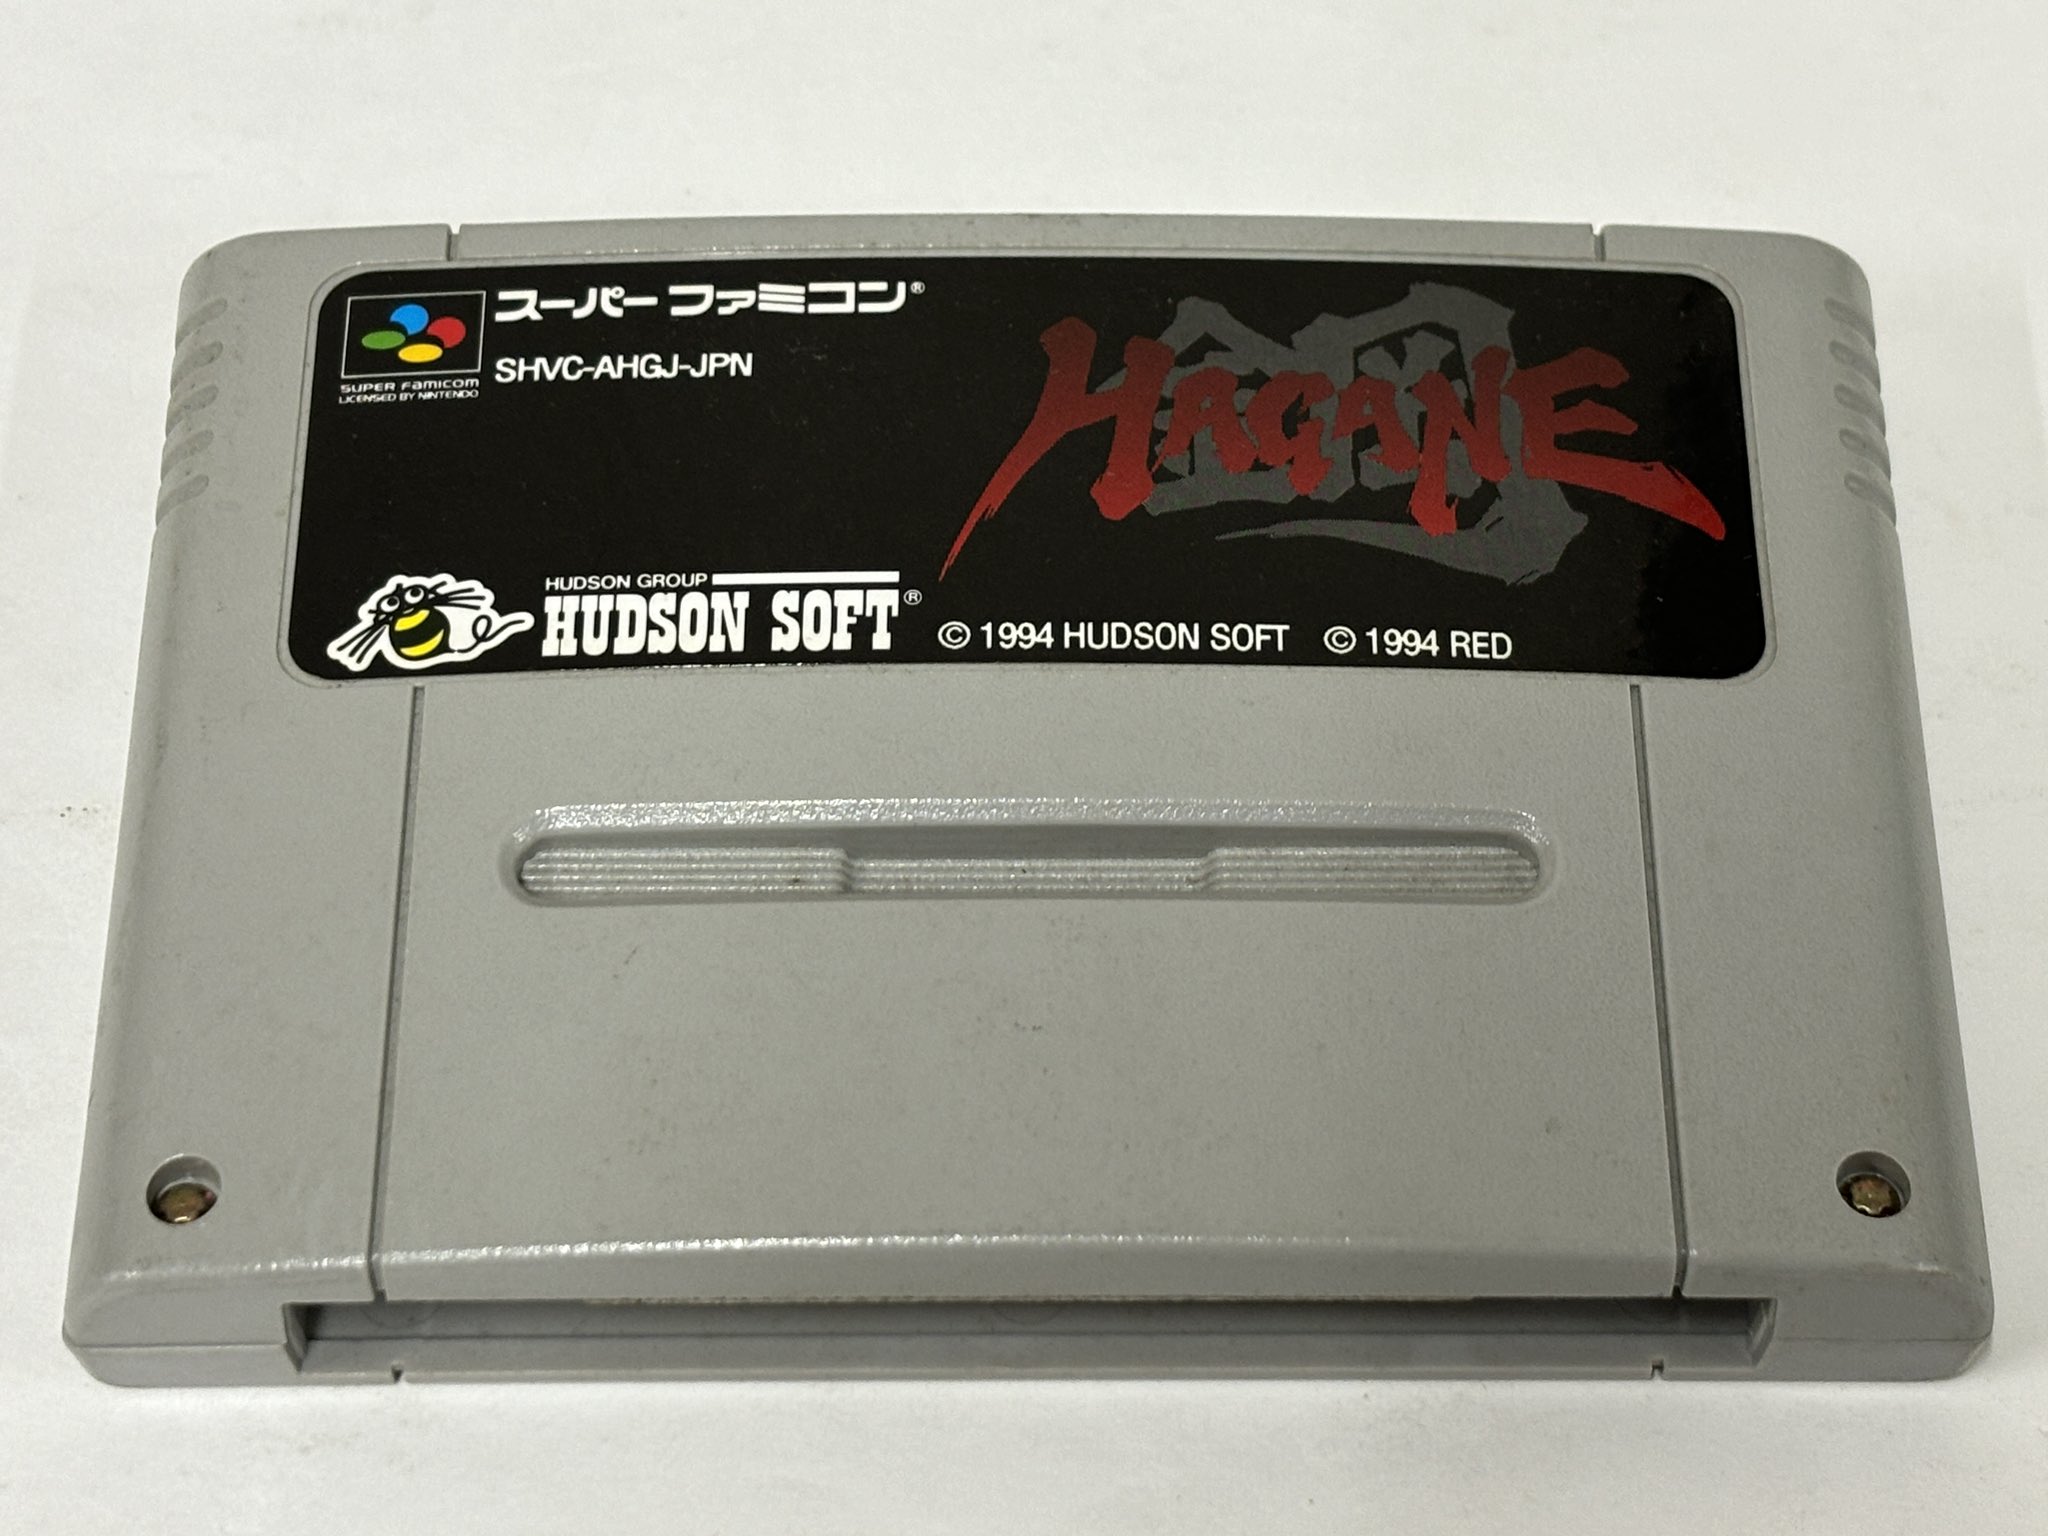 スーパーファミコン®
SHVC-AHGJ-JPN
SUPER FAMICOM
LICENSED BY NINTENDO
鋼
HAGANE
HUDSON GROUP
HUDSON SOFT®
© 1994 HUDSON SOFT © 1994 RED